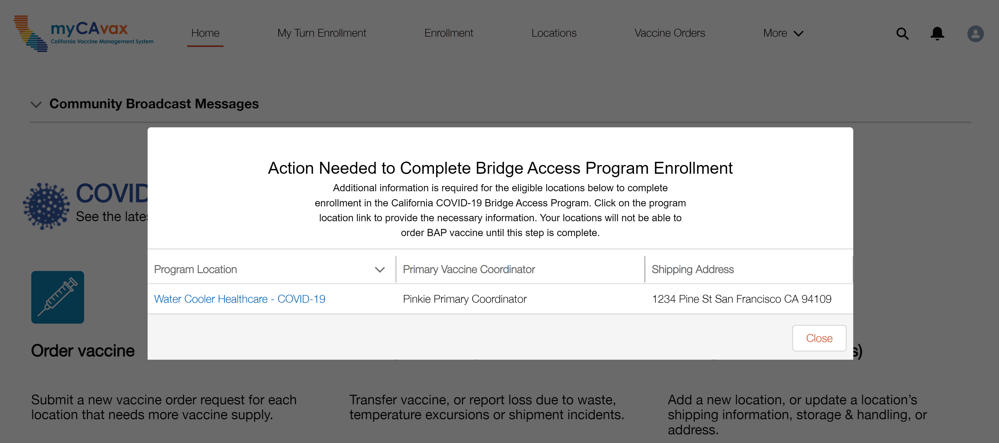 myCAvax
California Vaccine Management System
Home
My Turn Enrollment
Enrollment
Locations
Vaccine Orders
More
Community Broadcast Messages
COVID
See the
Action Needed to Complete Bridge Access Program Enrollment
Additional information is required for the eligible locations below to complete
enrollment in the California COVID-19 Bridge Access Program. Click on the program
location link to provide the necessary information. Your locations will not be able to
order BAP vaccine until this step is complete.
Program Location
Primary Vaccine Coordinator
Shipping Address
Water Cooler Healthcare - COVID-19
Pinkie Primary Coordinator
1234 Pine St San Francisco CA 94109
Close
Order vaccine
s)
Submit a new vaccine order request for each
location that needs more vaccine supply.
Transfer vaccine, or report loss due to waste,
temperature excursions or shipment incidents.
Add a new location, or update a location’s
shipping information, storage & handling, or
address.